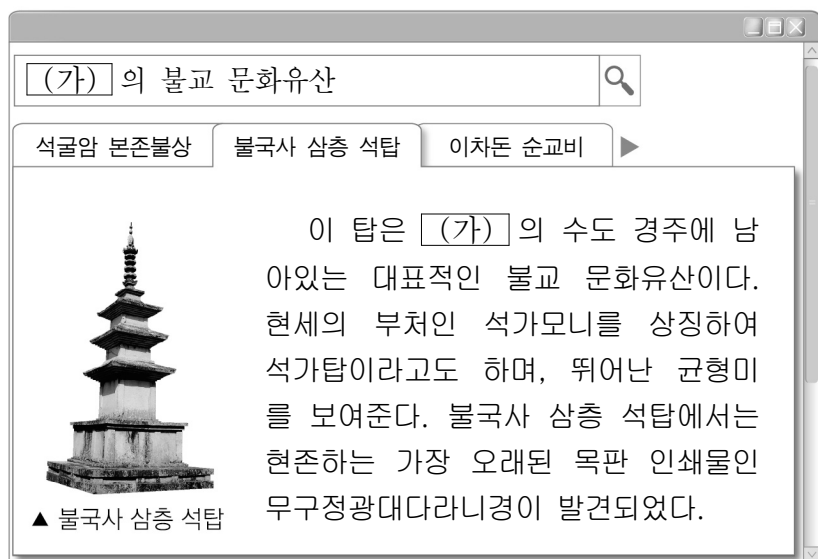 (가)의 불교 문화유산
석굴암 본존불상 불국사 삼층 석탑 이차돈 순교비 ▶
이 탑은 (가)의 수도 경주에 남
아있는 대표적인 불교 문화유산이다.
현세의 부처인 석가모니를 상징하여
석가탑이라고도 하며, 뛰어난 균형미
를 보여준다. 불국사 삼층 석탑에서는
현존하는 가장 오래된 목판 인쇄물인
무구정광대다라니경이 발견되었다.
▲ 불국사 삼층 석탑